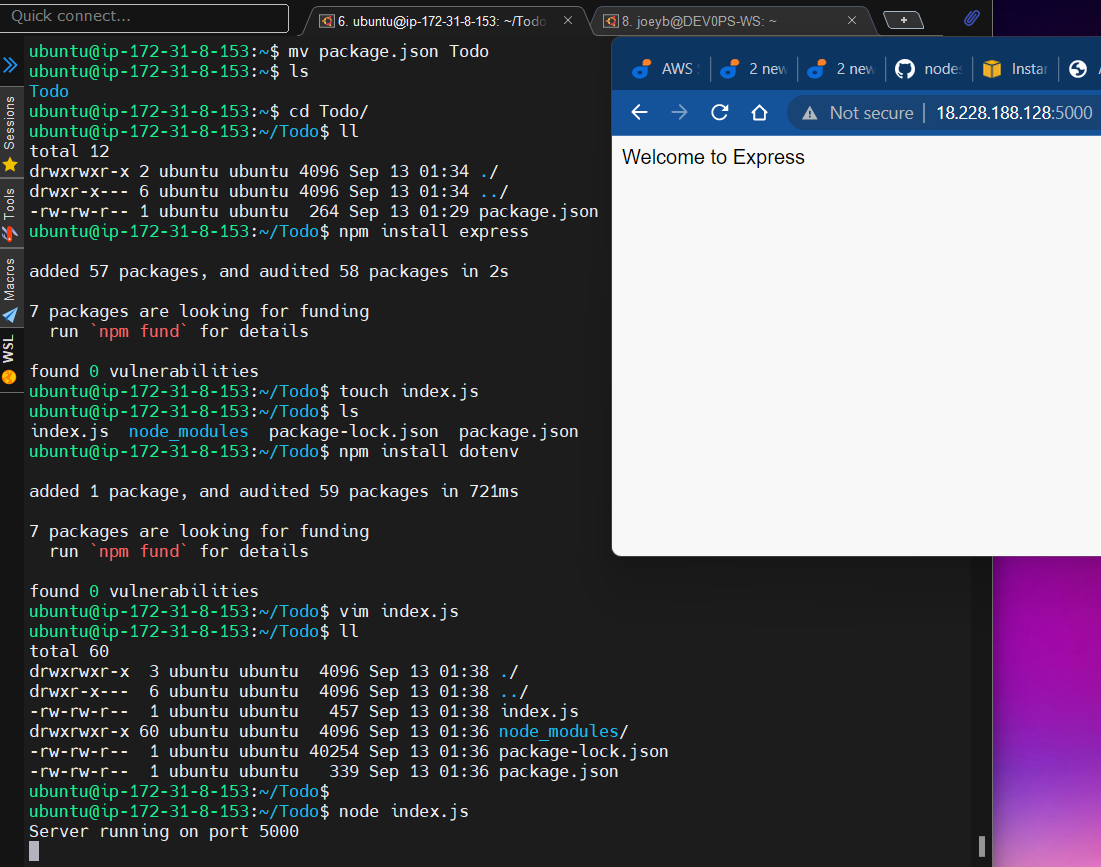 Quick connect...
6. ubuntu@ip-172-31-8-153: ~/Todo
8. joeyb@DEV0PS-WS: ~
Sessions
Tools
Macros
WSL
ubuntu@ip-172-31-8-153:~$ mv package.json Todo
ubuntu@ip-172-31-8-153:~$ ls
Todo
ubuntu@ip-172-31-8-153:~$ cd Todo/
ubuntu@ip-172-31-8-153:~/Todo$ ll
total 12
drwxrwxr-x 2 ubuntu ubuntu 4096 Sep 13 01:34 ./
drwxr-x--- 6 ubuntu ubuntu 4096 Sep 13 01:34 ../
-rw-rw-r-- 1 ubuntu ubuntu  264 Sep 13 01:29 package.json
ubuntu@ip-172-31-8-153:~/Todo$ npm install express
added 57 packages, and audited 58 packages in 2s
7 packages are looking for funding
  run `npm fund` for details
found 0 vulnerabilities
ubuntu@ip-172-31-8-153:~/Todo$ touch index.js
ubuntu@ip-172-31-8-153:~/Todo$ ls
index.js  node_modules  package-lock.json  package.json
ubuntu@ip-172-31-8-153:~/Todo$ npm install dotenv
added 1 package, and audited 59 packages in 721ms
7 packages are looking for funding
  run `npm fund` for details
found 0 vulnerabilities
ubuntu@ip-172-31-8-153:~/Todo$ vim index.js
ubuntu@ip-172-31-8-153:~/Todo$ ll
total 60
drwxrwxr-x  3 ubuntu ubuntu  4096 Sep 13 01:38 ./
drwxr-x---  6 ubuntu ubuntu  4096 Sep 13 01:38 ../
-rw-rw-r--  1 ubuntu ubuntu   457 Sep 13 01:38 index.js
drwxrwxr-x 60 ubuntu ubuntu  4096 Sep 13 01:36 node_modules/
-rw-rw-r--  1 ubuntu ubuntu 40254 Sep 13 01:36 package-lock.json
-rw-rw-r--  1 ubuntu ubuntu   339 Sep 13 01:36 package.json
ubuntu@ip-172-31-8-153:~/Todo$
ubuntu@ip-172-31-8-153:~/Todo$ node index.js
Server running on port 5000
AWS 2 new 2 new node Instan
Not secure | 18.228.188.128:5000
Welcome to Express